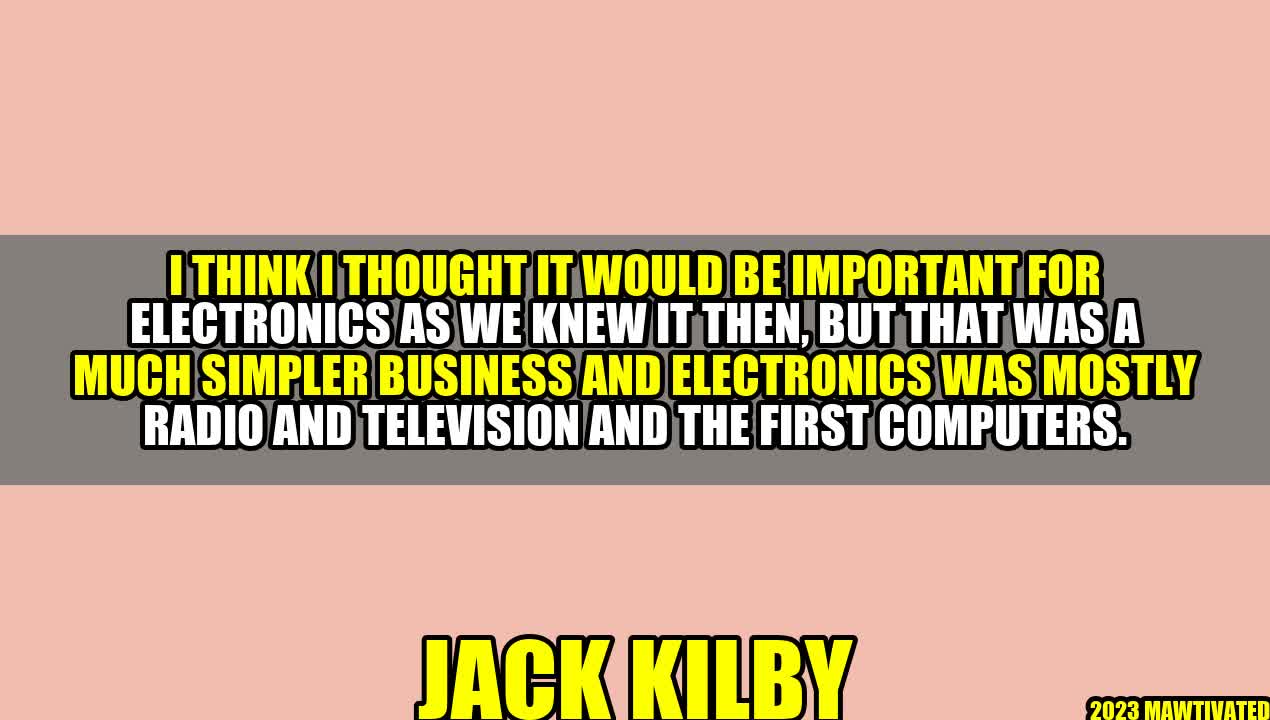 I THINK I THOUGHT IT WOULD BE IMPORTANT FOR
ELECTRONICS AS WE KNEW IT THEN, BUT THAT WAS A
MUCH SIMPLER BUSINESS AND ELECTRONICS WAS MOSTLY
RADIO AND TELEVISION AND THE FIRST COMPUTERS.
JACK KILBY
2023 MAWTIVATED